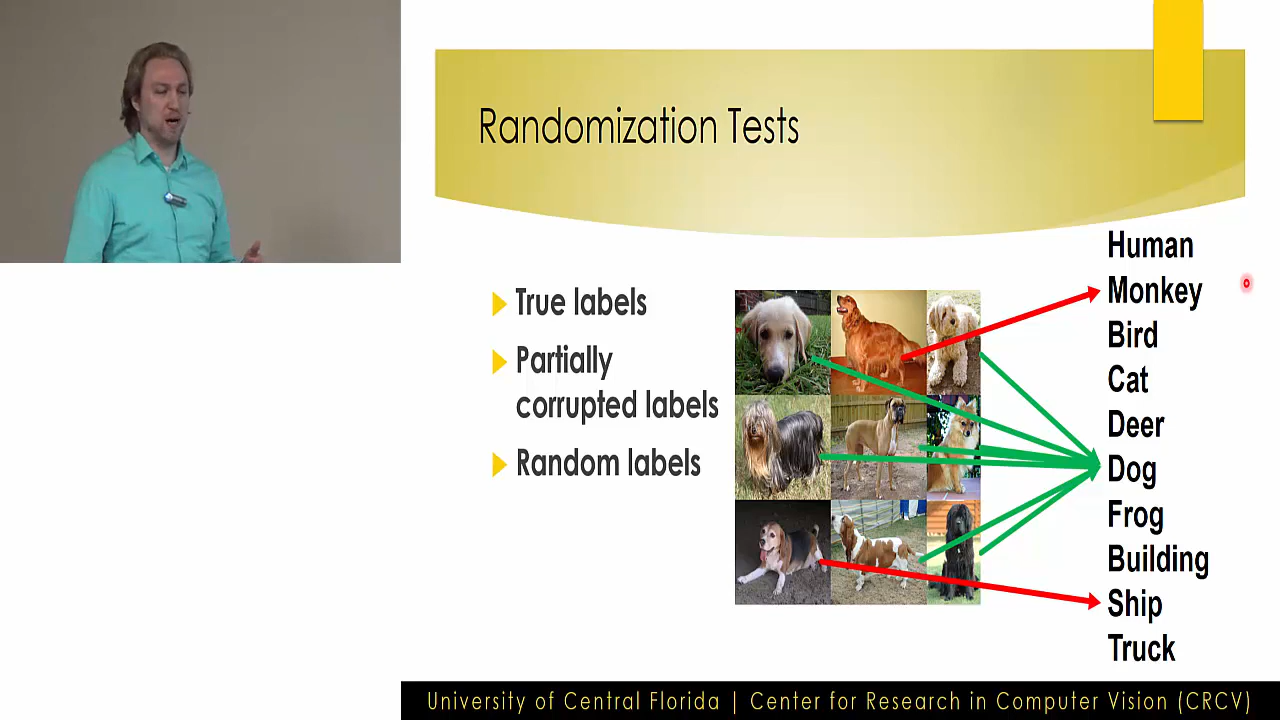 Randomization Tests
True labels
Partially
corrupted labels
Random labels
Human
Monkey
Bird
Cat
Deer
Dog
Frog
Building
Ship
Truck
University of Central Florida | Center for Research in Computer Vision (CRCV)